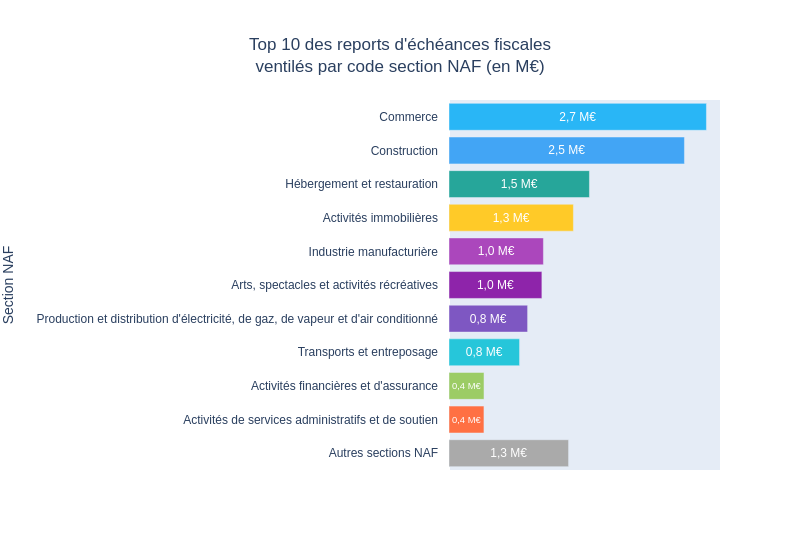 Top 10 des reports d'échéances fiscales
ventilés par code section NAF (en M€)
Section NAF
Commerce 2,7 M€
Construction 2,5 M€
Hébergement et restauration 1,5 M€
Activités immobilières 1,3 M€
Industrie manufacturière 1,0 M€
Arts, spectacles et activités récréatives 1,0 M€
Production et distribution d'électricité, de gaz, de vapeur et d'air conditionné 0,8 M€
Transports et entreposage 0,8 M€
Activités financières et d'assurance 0,4 M€
Activités de services administratifs et de soutien 0,4 M€
Autres sections NAF 1,3 M€